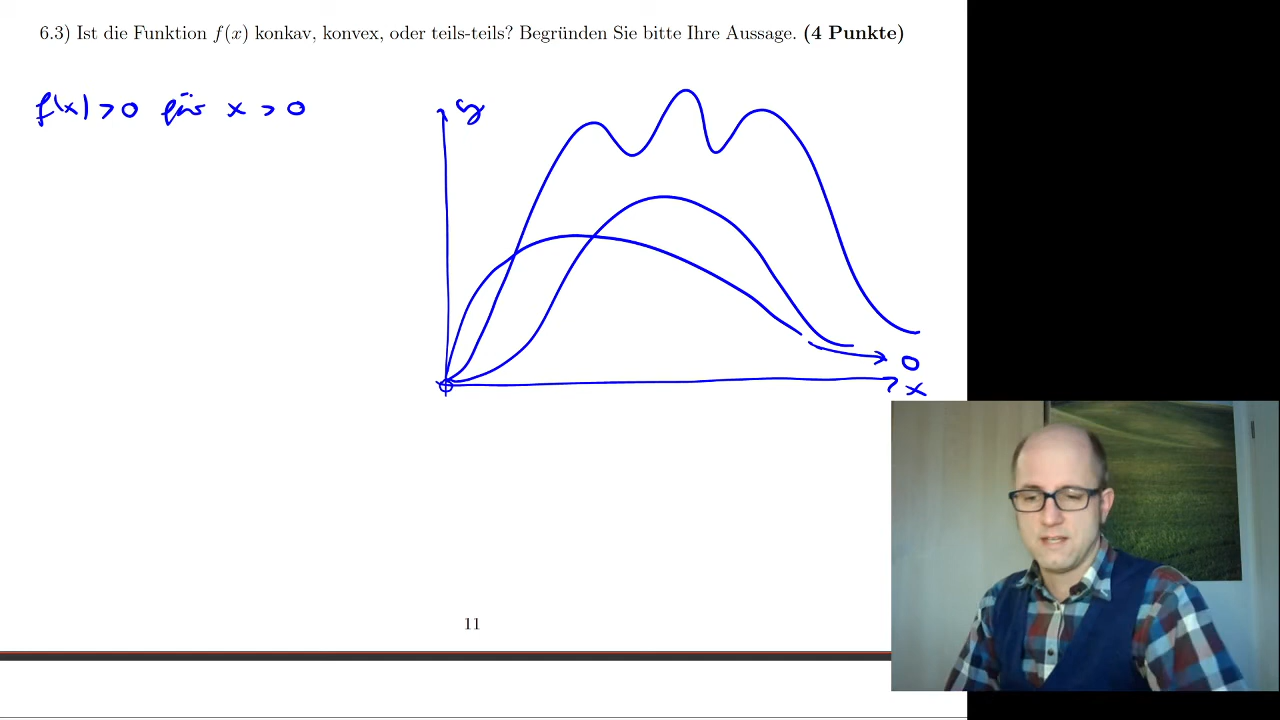 6.3) Ist die Funktion f(x) konkav, konvex, oder teils-teils? Begründen Sie bitte Ihre Aussage. (4 Punkte)
f(x) > 0 für x > 0
y
0
x
11